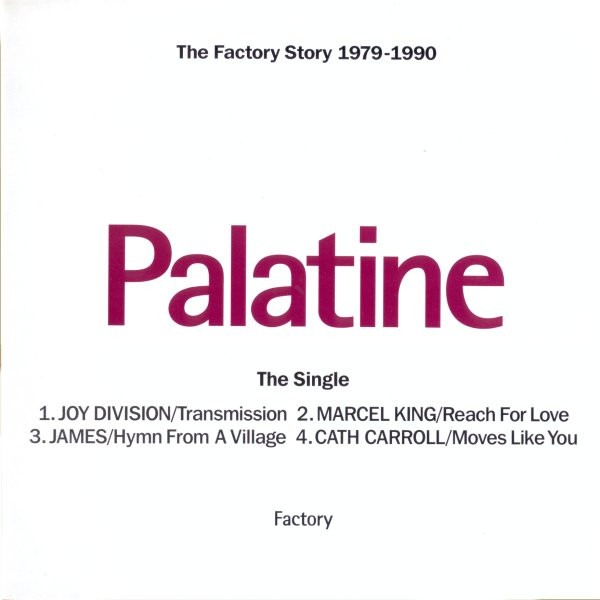 The Factory Story 1979-1990
Palatine
The Single
1. JOY DIVISION/Transmission 2. MARCEL KING/Reach For Love
3. JAMES/Hymn From A Village 4. CATH CARROLL/Moves Like You
Factory